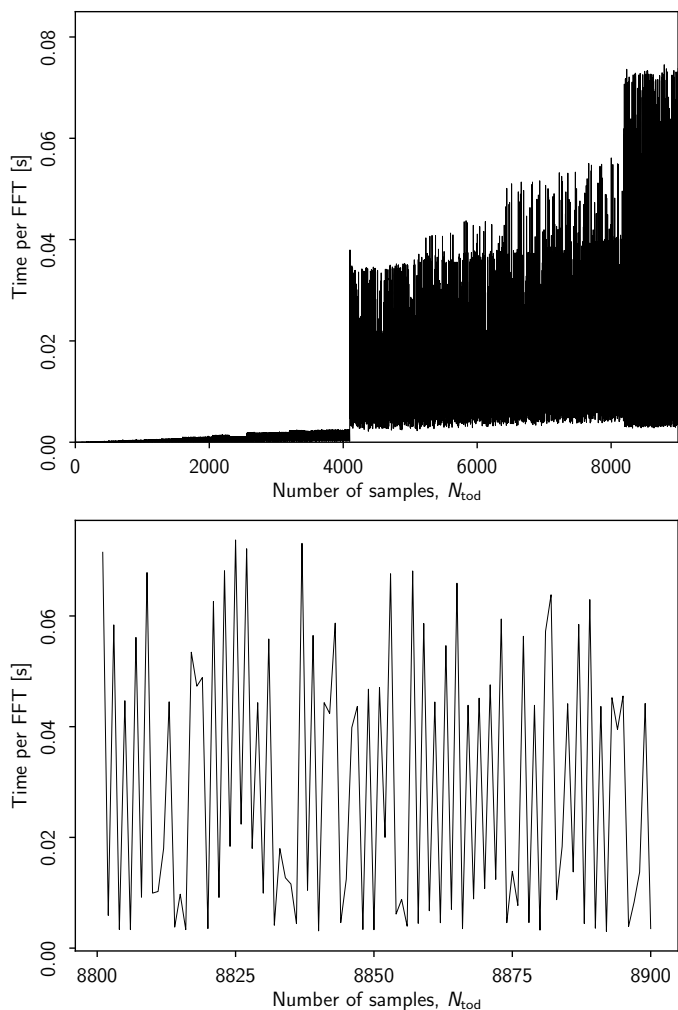 0.08
0.06
0.04
0.02
0.00
Time per FFT [s]
0 2000 4000 6000 8000
Number of samples, N_tod
0.06
0.04
0.02
0.00
Time per FFT [s]
8800 8825 8850 8875 8900
Number of samples, N_tod